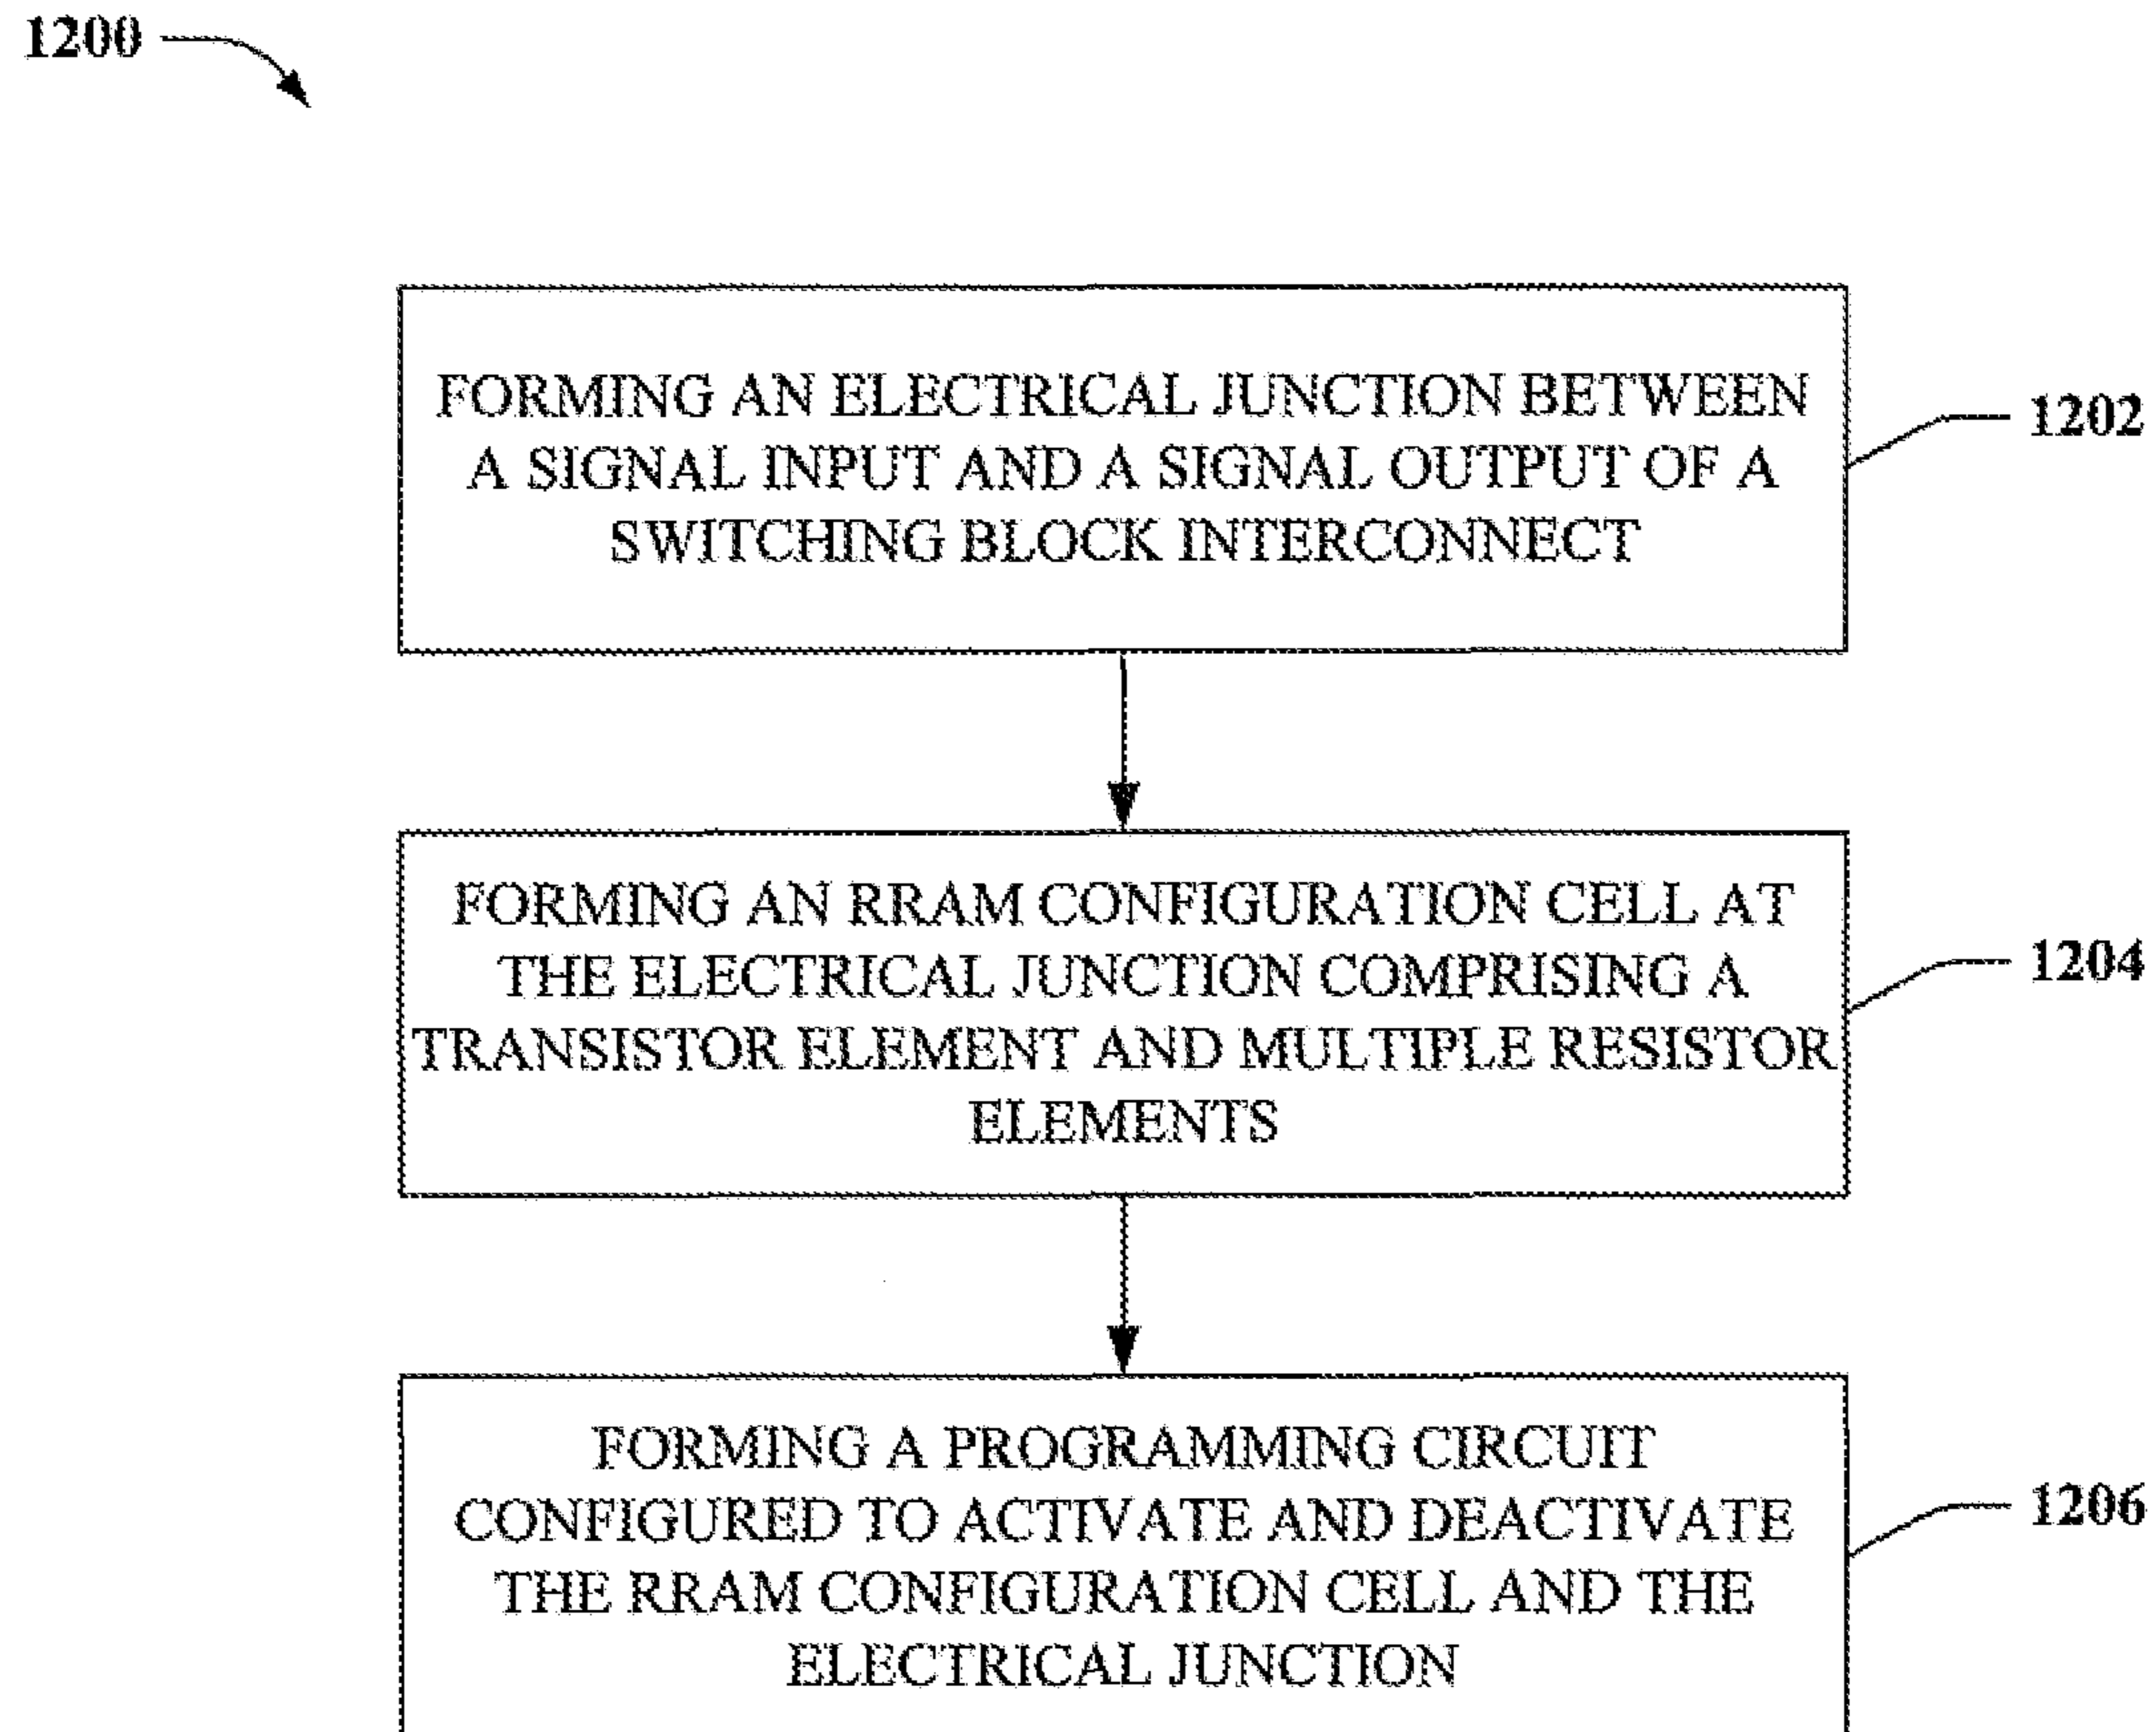 1200
FORMING AN ELECTRICAL JUNCTION BETWEEN
A SIGNAL INPUT AND A SIGNAL OUTPUT OF A
SWITCHING BLOCK INTERCONNECT
1202
FORMING AN RRAM CONFIGURATION CELL AT
THE ELECTRICAL JUNCTION COMPRISING A
TRANSISTOR ELEMENT AND MULTIPLE RESISTOR
ELEMENTS
1204
FORMING A PROGRAMMING CIRCUIT
CONFIGURED TO ACTIVATE AND DEACTIVATE
THE RRAM CONFIGURATION CELL AND THE
ELECTRICAL JUNCTION
1206